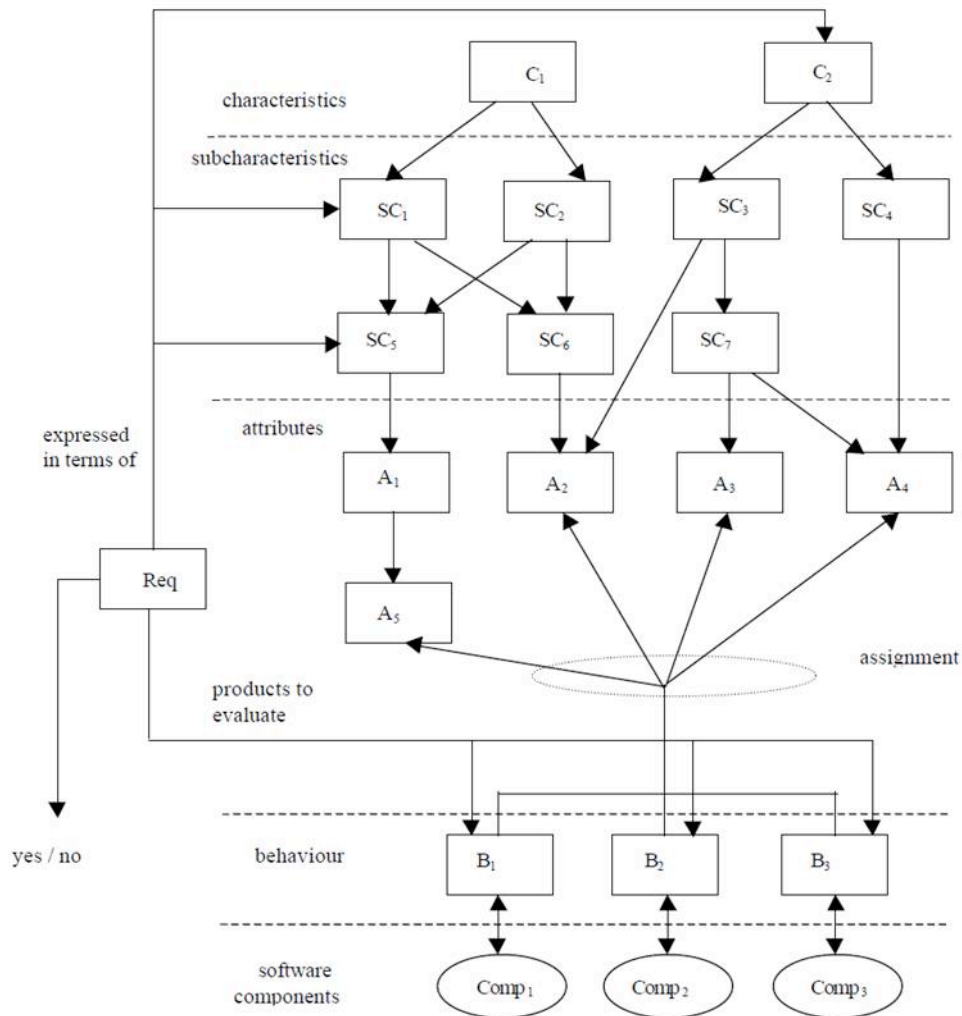 C₁
C₂
characteristics
subcharacteristics
SC₁
SC₂
SC₃
SC₄
SC₅
SC₆
SC₇
attributes
expressed
in terms of
A₁
A₂
A₃
A₄
Req
A₅
assignment
products to
evaluate
yes / no
behaviour
B₁
B₂
B₃
software
components
Comp₁
Comp₂
Comp₃